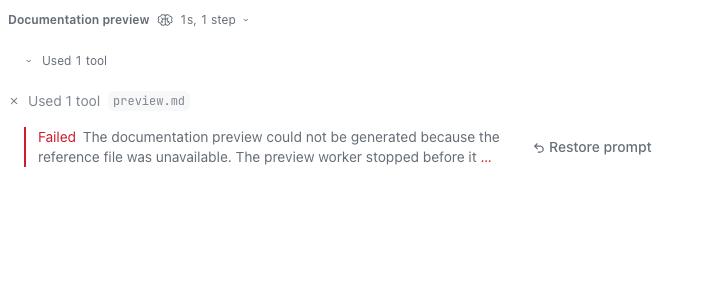 Documentation preview 1s, 1 step
Used 1 tool
Used 1 tool preview.md
Failed The documentation preview could not be generated because the
reference file was unavailable. The preview worker stopped before it ...
Restore prompt